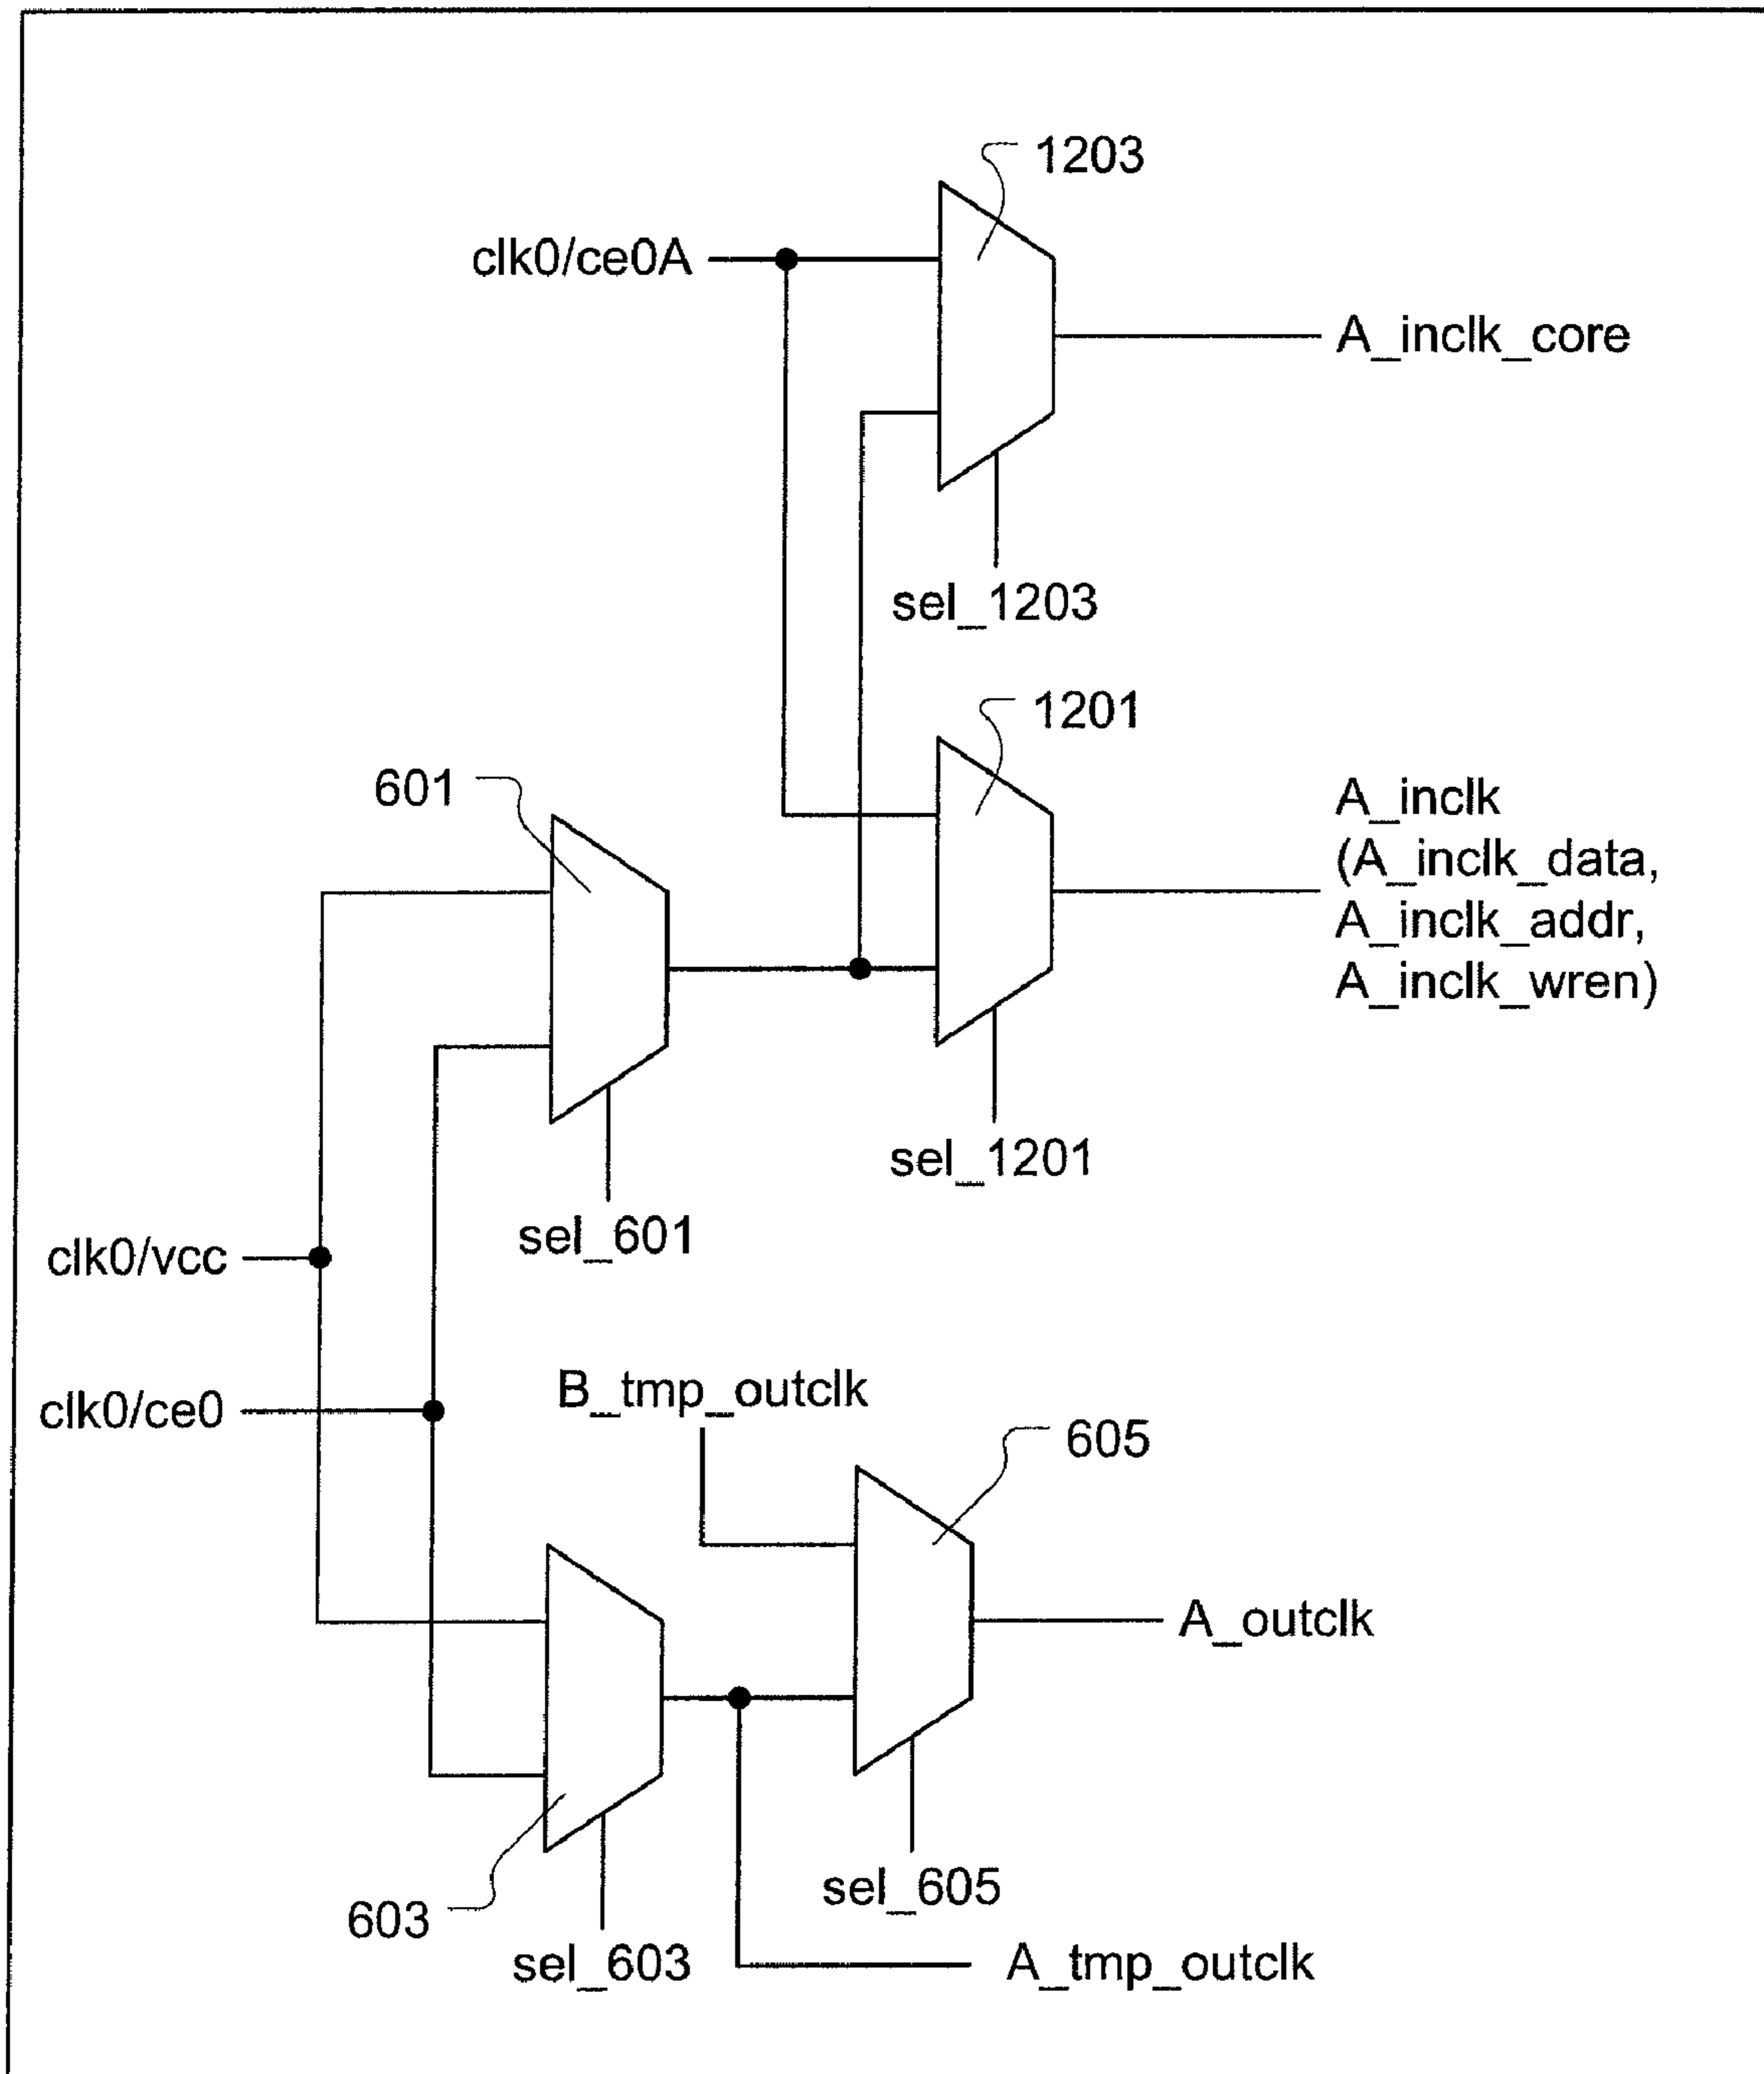 1203
clk0/ce0A
A_inclk_core
sel_1203
1201
601
A_inclk
(A_inclk_data,
A_inclk_addr,
A_inclk_wren)
sel_1201
sel_601
clk0/vcc
B_tmp_outclk
clk0/ce0
605
A_outclk
sel_605
603
sel_603
A_tmp_outclk